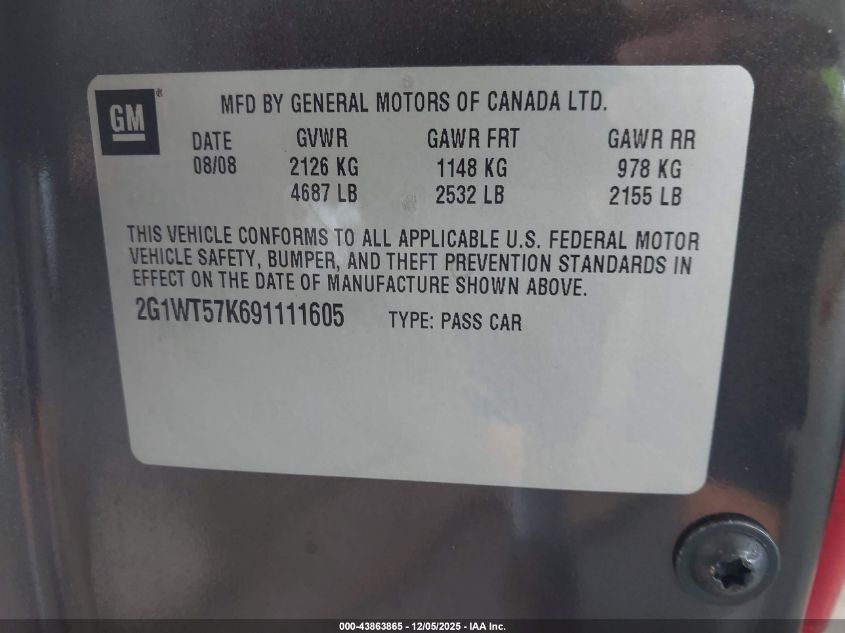 GM ®
MFD BY GENERAL MOTORS OF CANADA LTD.
DATE GVWR GAWR FRT GAWR RR
08/08 2126 KG 1148 KG 978 KG
4687 LB 2532 LB 2155 LB
THIS VEHICLE CONFORMS TO ALL APPLICABLE U.S. FEDERAL MOTOR
VEHICLE SAFETY, BUMPER, AND THEFT PREVENTION STANDARDS IN
EFFECT ON THE DATE OF MANUFACTURE SHOWN ABOVE.
2G1WT57K691111605 TYPE: PASS CAR
000-43863865 - 12/05/2025 - IAA Inc.